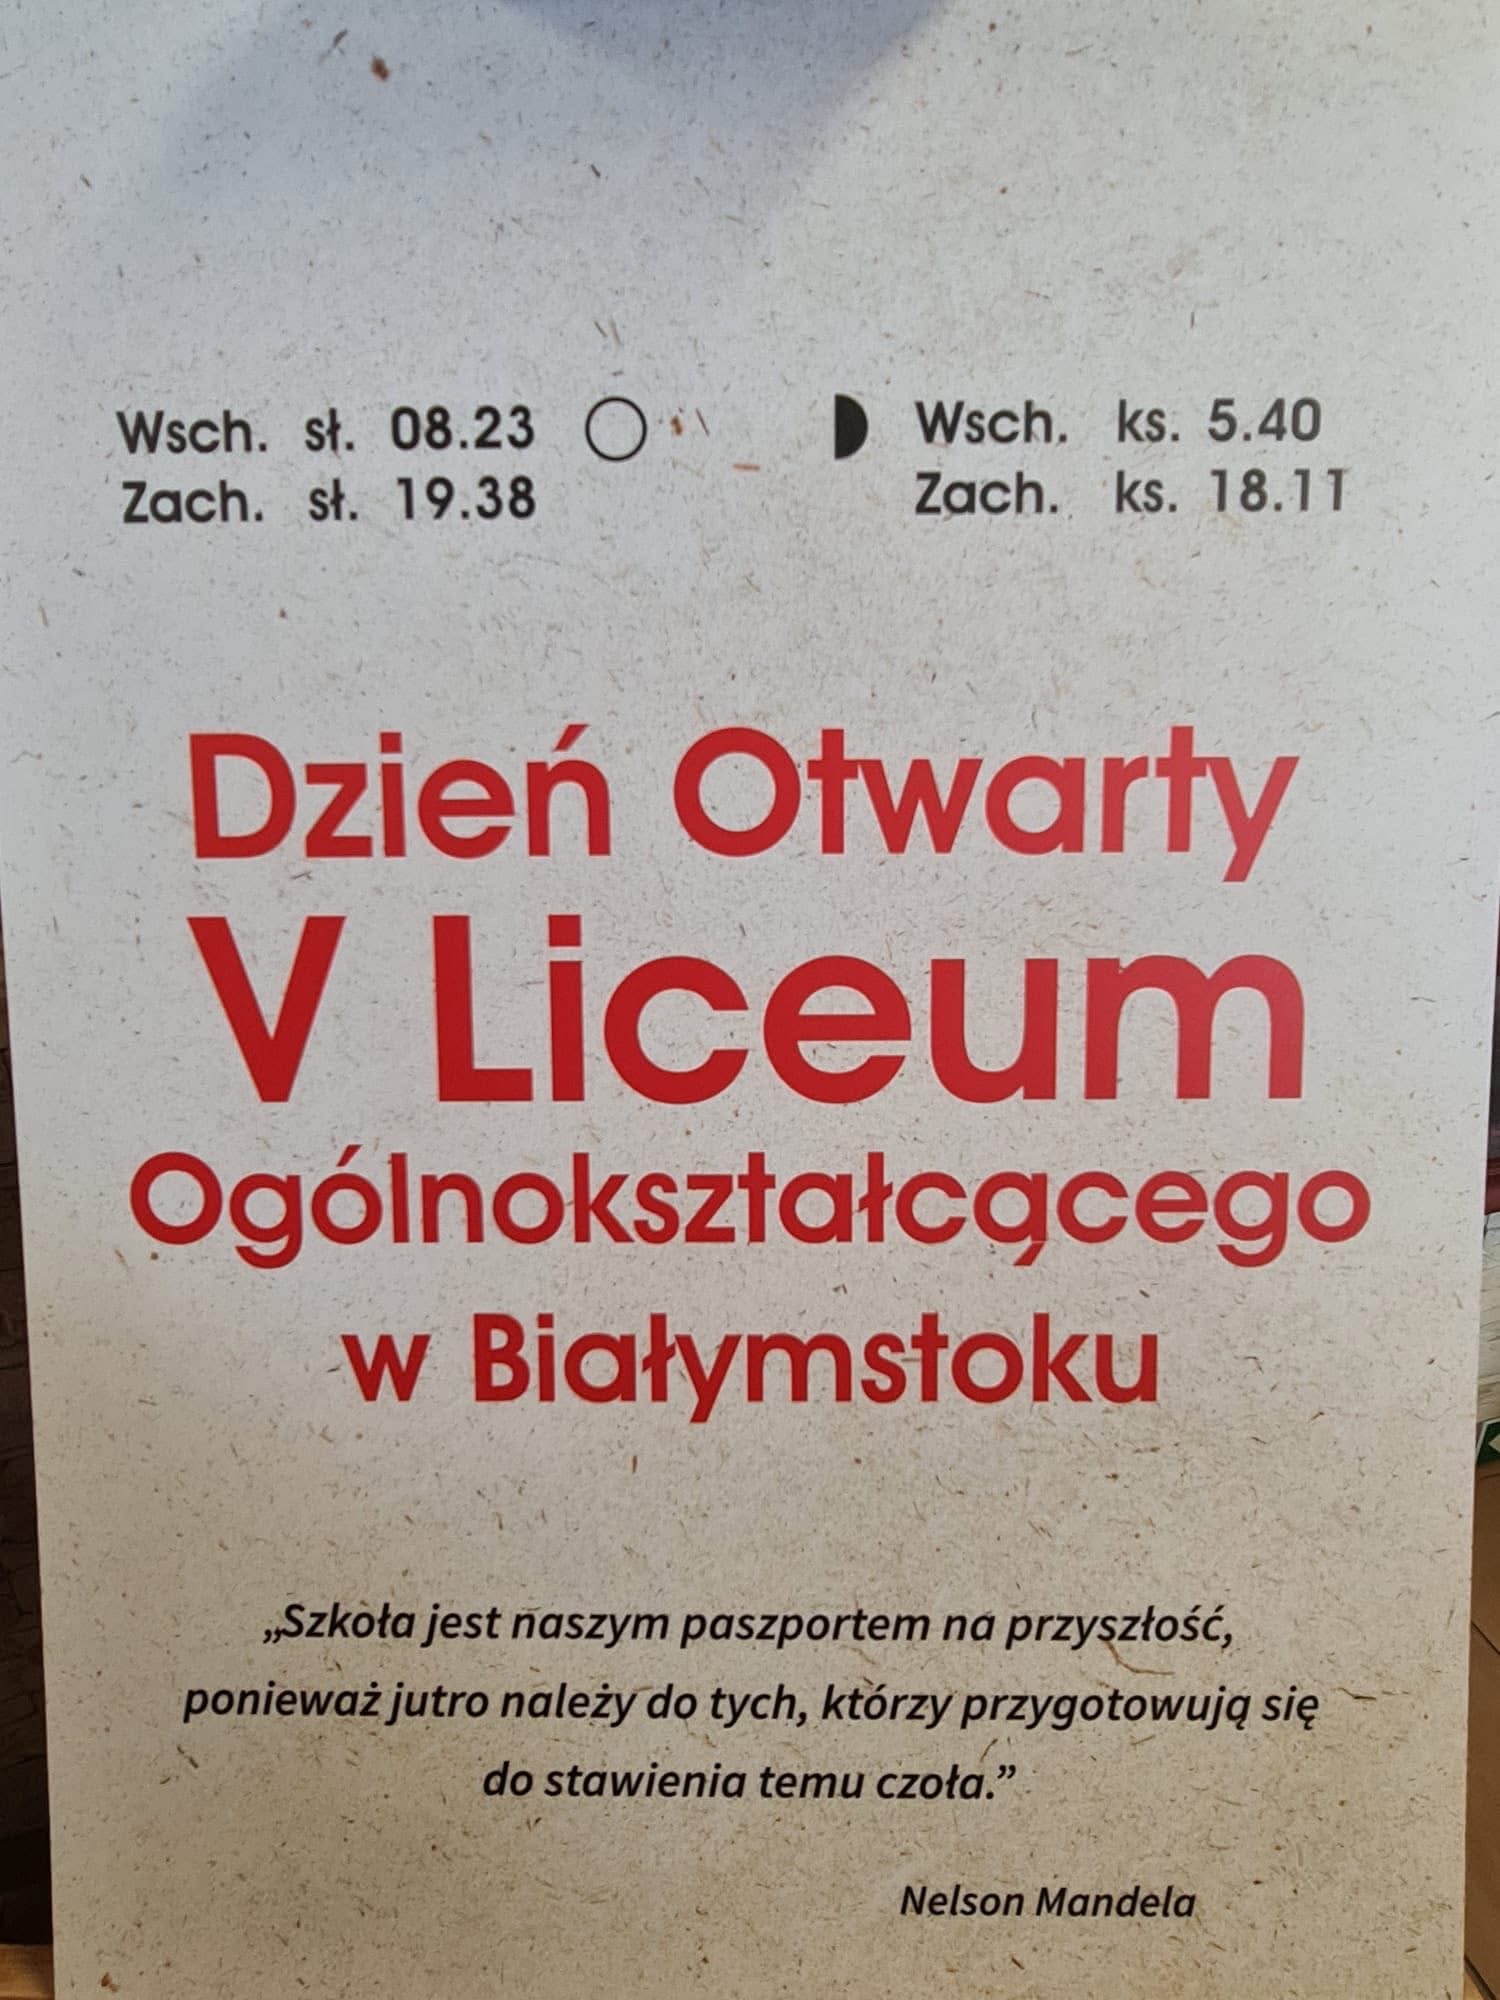 Wsch. sł. 08.23 Wsch. ks. 5.40
Zach. sł. 19.38 Zach. ks. 18.11
Dzień Otwarty
V Liceum
Ogólnokształcącego
w Białymstoku
„Szkoła jest naszym paszportem na przyszłość,
ponieważ jutro należy do tych, którzy przygotowują się
do stawienia temu czoła.”
Nelson Mandela